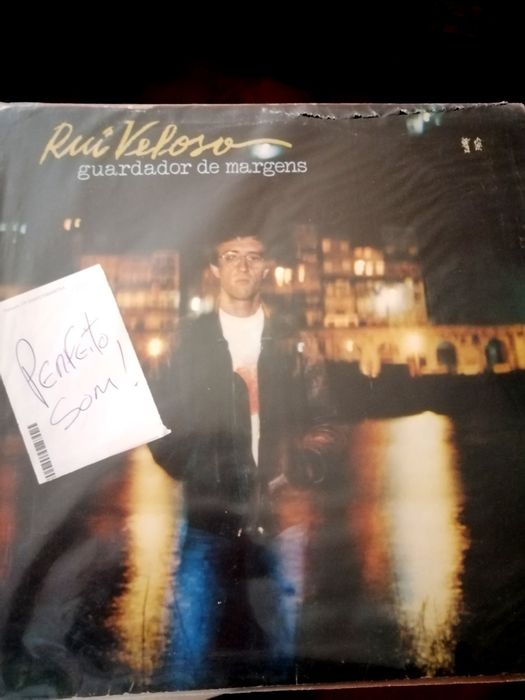 Rui Veloso
guardador de margens
PERFEITO
SOM!